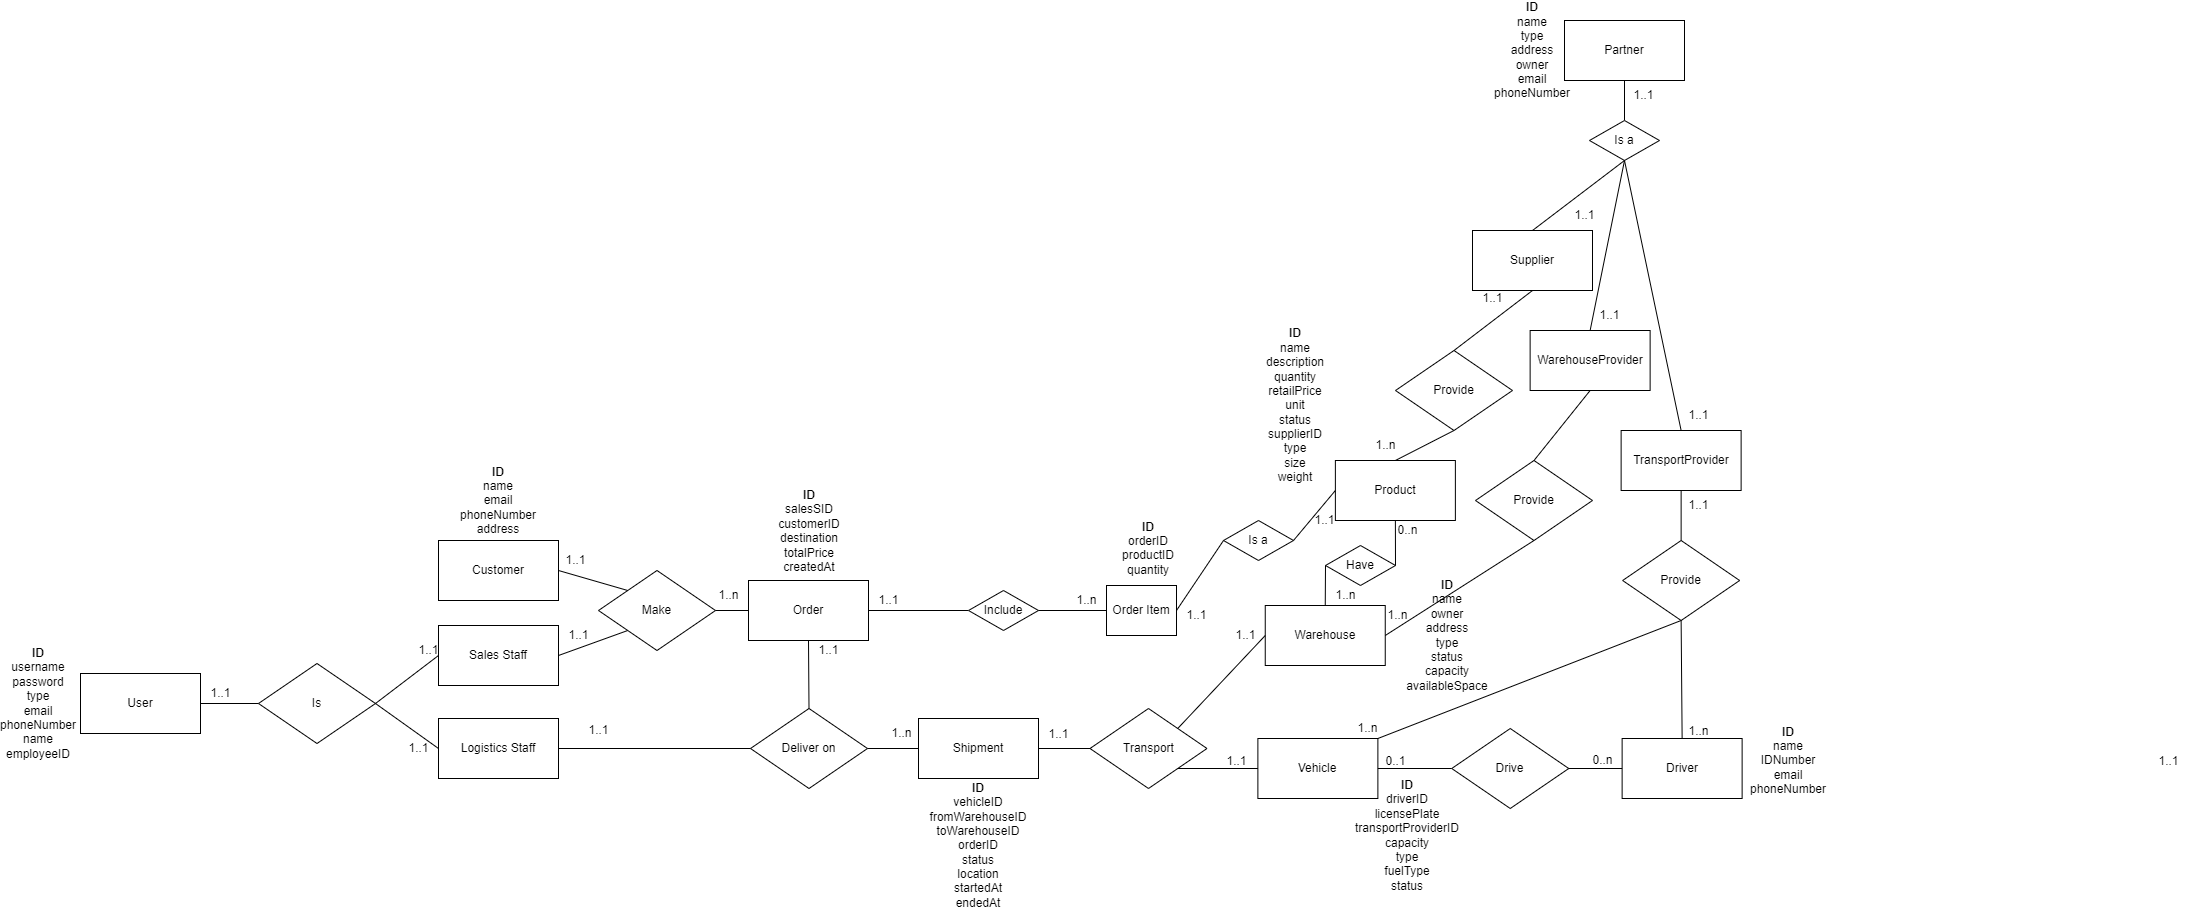 ID
name
type
address
owner
email
phoneNumber
Partner
1..1
Is a
1..1
Supplier
1..1
1..1
WarehouseProvider
ID
name
description
quantity
retailPrice
unit
status
supplierID
type
size
weight
Provide
1..1
1..n
TransportProvider
ID
name
email
phoneNumber
address
Product
Provide
1..1
ID
salesSID
customerID
destination
totalPrice
createdAt
1..1
0..n
ID
orderID
productID
quantity
Is a
Customer
1..1
Have
Provide
ID
name
owner
address
type
status
capacity
availableSpace
Make
1..n
Order
1..1
Include
1..n
Order Item
1..1
1..n
1..n
Warehouse
1..1
1..1
1..1
Sales Staff
1..1
ID
username
password
type
email
phoneNumber
name
employeeID
User
1..1
Is
1..1
Logistics Staff
1..1
Deliver on
1..n
Shipment
1..1
Transport
1..1
1..n
Vehicle
0..1
Drive
0..n
1..n
Driver
ID
name
IDNumber
email
phoneNumber
1..1
ID
vehicleID
fromWarehouseID
toWarehouseID
orderID
status
location
startedAt
endedAt
ID
driverID
licensePlate
transportProviderID
capacity
type
fuelType
status